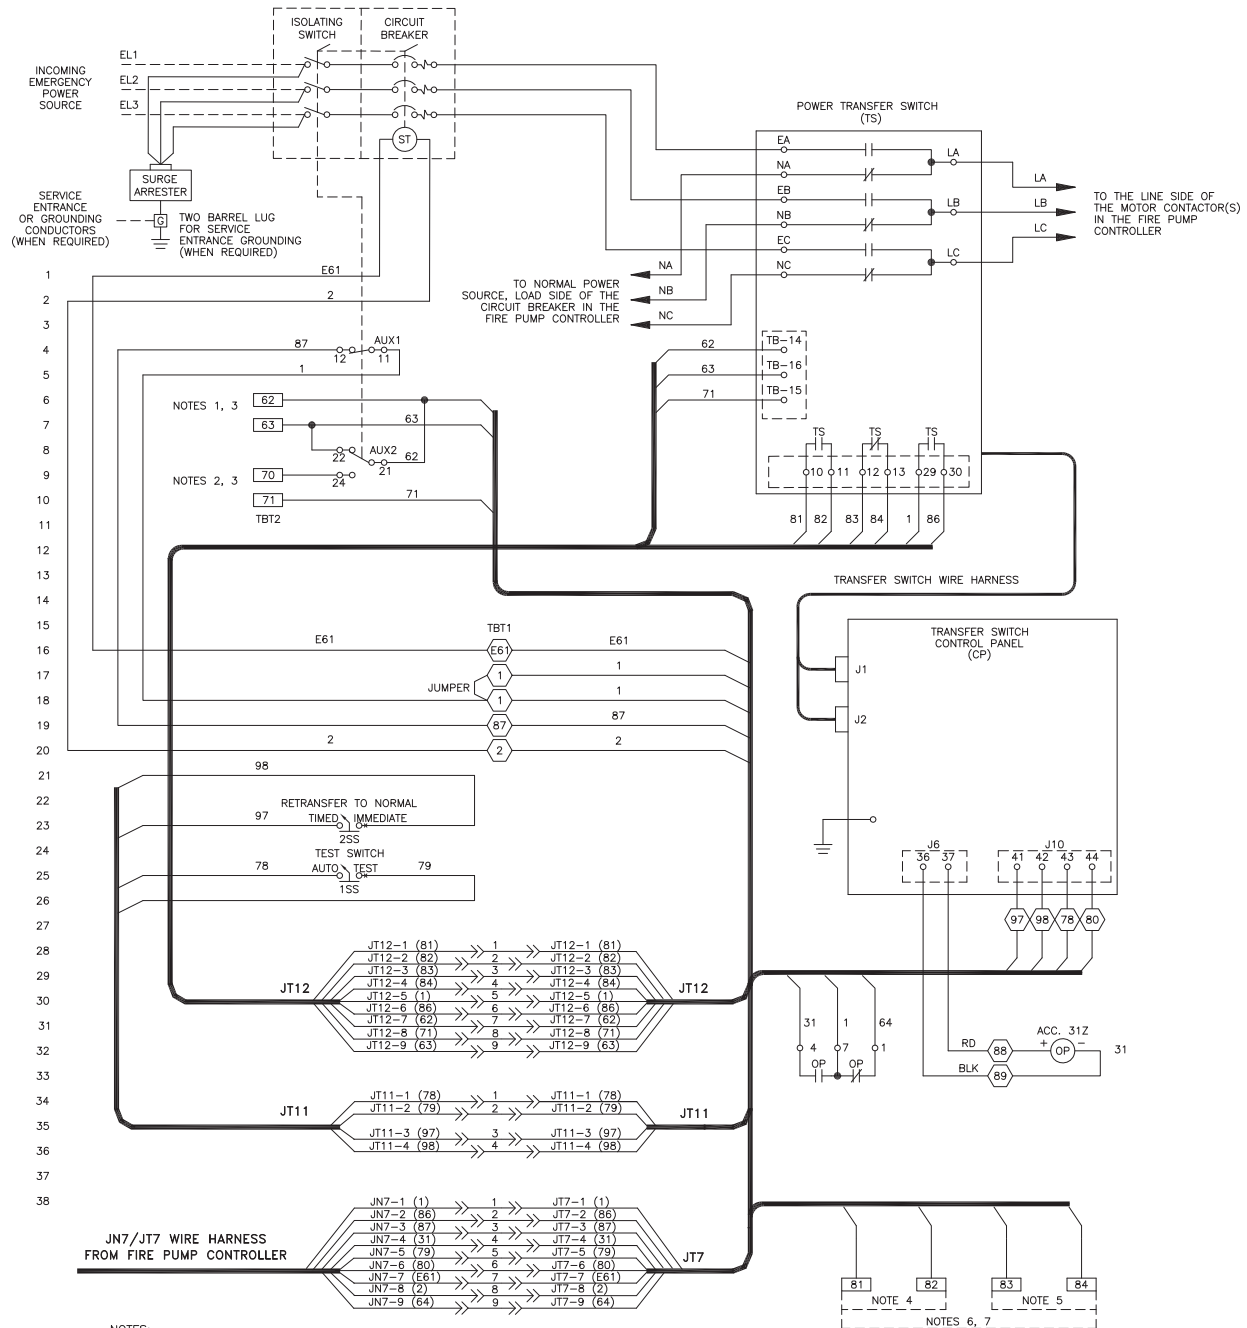 ISOLATING
SWITCH
CIRCUIT
BREAKER
EL1
EL2
EL3
INCOMING
EMERGENCY
POWER
SOURCE
ST
SURGE
ARRESTER
G
SERVICE
ENTRANCE
OR GROUNDING
CONDUCTORS
(WHEN REQUIRED)
TWO BARREL LUG
FOR SERVICE
ENTRANCE GROUNDING
(WHEN REQUIRED)
POWER TRANSFER SWITCH
(TS)
EA
NA
EB
NB
EC
NC
LA
LB
LC
LA
LB
LC
TO THE LINE SIDE OF
THE MOTOR CONTACTOR(S)
IN THE FIRE PUMP
CONTROLLER
NA
NB
NC
TO NORMAL POWER
SOURCE, LOAD SIDE OF THE
CIRCUIT BREAKER IN THE
FIRE PUMP CONTROLLER
1
2
3
4
5
6
7
8
9
10
11
12
13
14
15
16
17
18
19
20
21
22
23
24
25
26
27
28
29
30
31
32
33
34
35
36
37
38
E61
2
87
12
AUX1
11
1
NOTES 1, 3
62
63
63
22
AUX2
21
62
NOTES 2, 3
70
24
71
71
TBT2
62
TB-14
63
TB-16
71
TB-15
TS
TS
TS
10 11 12 13 29 30
81 82 83 84 1 86
TRANSFER SWITCH WIRE HARNESS
TRANSFER SWITCH
CONTROL PANEL
(CP)
J1
J2
J6
36 37
J10
41 42 43 44
97 98 78 80
TBT1
E61
E61
E61
1
1
JUMPER
1
1
87
87
2
2
2
98
RETRANSFER TO NORMAL
97
TIMED IMMEDIATE
2SS
TEST SWITCH
78
AUTO TEST
79
1SS
JT12
JT12-1 (81) 1 JT12-1 (81)
JT12-2 (82) 2 JT12-2 (82)
JT12-3 (83) 3 JT12-3 (83)
JT12-4 (84) 4 JT12-4 (84)
JT12-5 (1) 5 JT12-5 (1)
JT12-6 (86) 6 JT12-6 (86)
JT12-7 (62) 7 JT12-7 (62)
JT12-8 (71) 8 JT12-8 (71)
JT12-9 (63) 9 JT12-9 (63)
JT12
31 1 64
4 7 1
OP OP
RD 88
BLK 89
ACC. 31Z
+ OP -
31
JT11
JT11-1 (78) 1 JT11-1 (78)
JT11-2 (79) 2 JT11-2 (79)
JT11-3 (97) 3 JT11-3 (97)
JT11-4 (98) 4 JT11-4 (98)
JT11
JN7/JT7 WIRE HARNESS
FROM FIRE PUMP CONTROLLER
JN7-1 (1) 1 JT7-1 (1)
JN7-2 (86) 2 JT7-2 (86)
JN7-3 (87) 3 JT7-3 (87)
JN7-4 (31) 4 JT7-4 (31)
JN7-5 (79) 5 JT7-5 (79)
JN7-6 (80) 6 JT7-6 (80)
JN7-7 (E61) 7 JT7-7 (E61)
JN7-8 (2) 8 JT7-8 (2)
JN7-9 (64) 9 JT7-9 (64)
JT7
81 82 83 84
NOTE 4
NOTE 5
NOTES 6, 7
NOTES